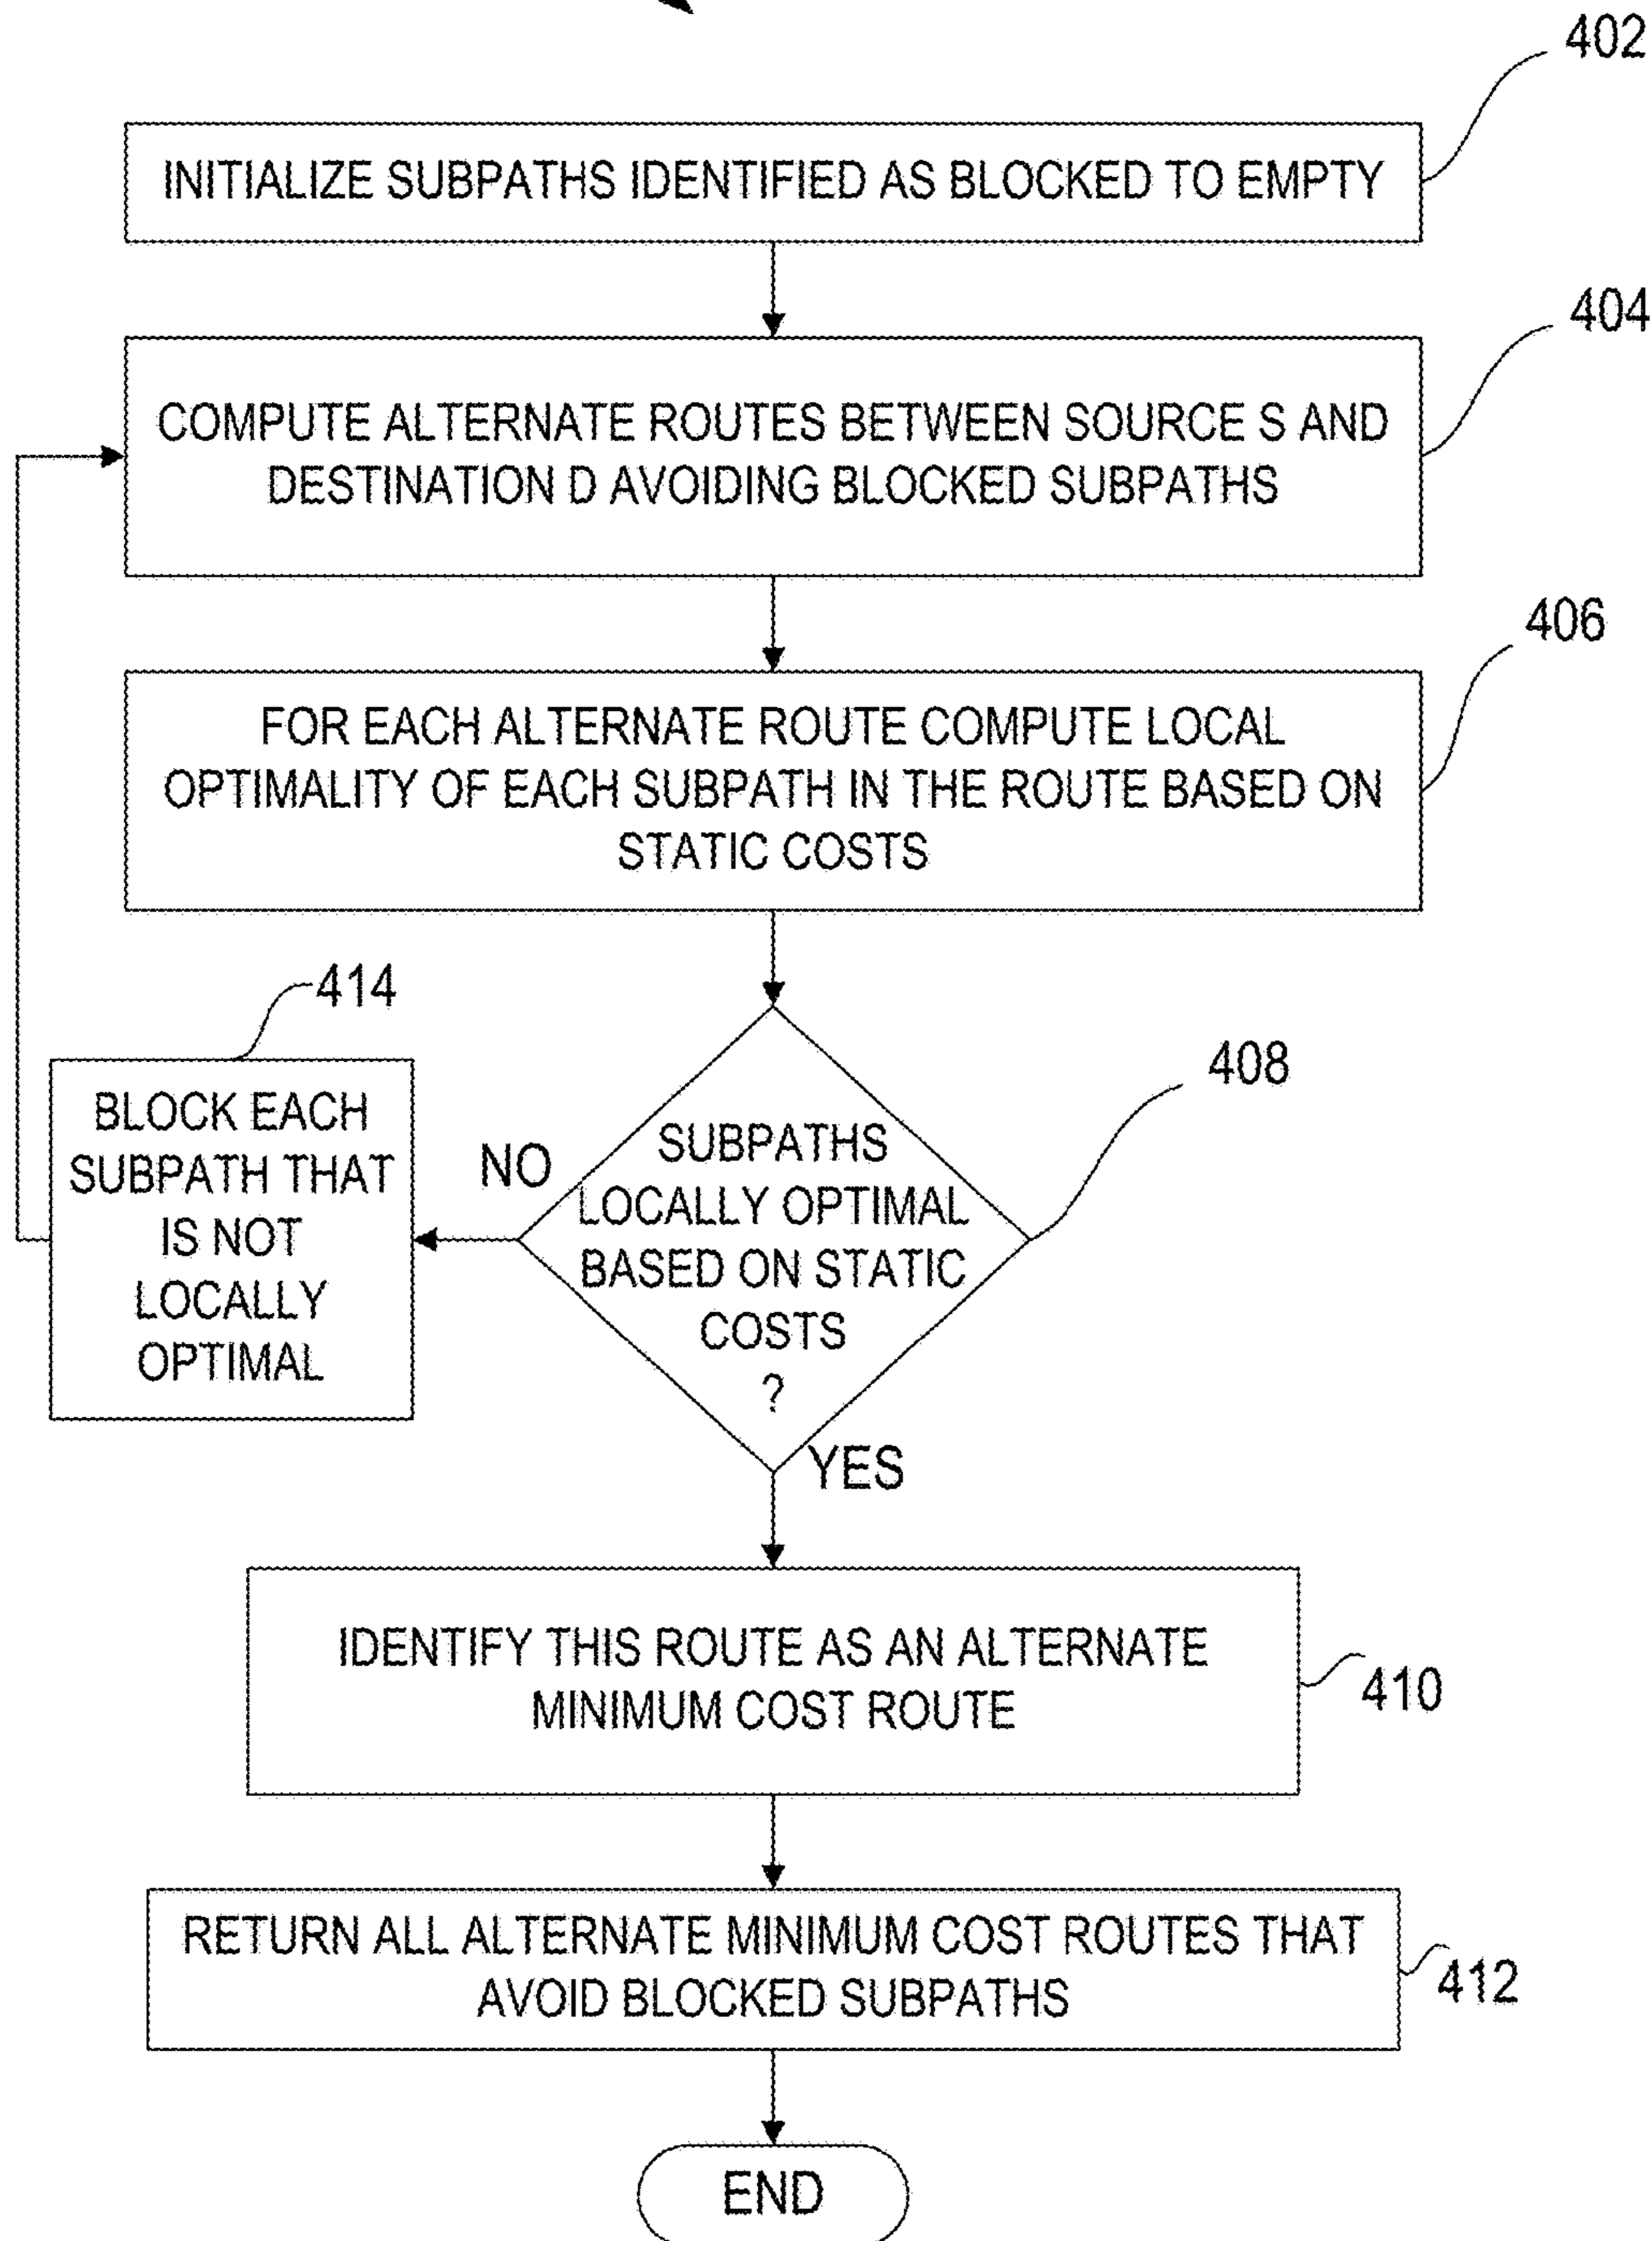 402
INITIALIZE SUBPATHS IDENTIFIED AS BLOCKED TO EMPTY
404
COMPUTE ALTERNATE ROUTES BETWEEN SOURCE S AND
DESTINATION D AVOIDING BLOCKED SUBPATHS
406
FOR EACH ALTERNATE ROUTE COMPUTE LOCAL
OPTIMALITY OF EACH SUBPATH IN THE ROUTE BASED ON
STATIC COSTS
414
BLOCK EACH
SUBPATH THAT
IS NOT
LOCALLY
OPTIMAL
NO
408
SUBPATHS
LOCALLY OPTIMAL
BASED ON STATIC
COSTS
?
YES
IDENTIFY THIS ROUTE AS AN ALTERNATE
MINIMUM COST ROUTE
410
RETURN ALL ALTERNATE MINIMUM COST ROUTES THAT
AVOID BLOCKED SUBPATHS
412
END